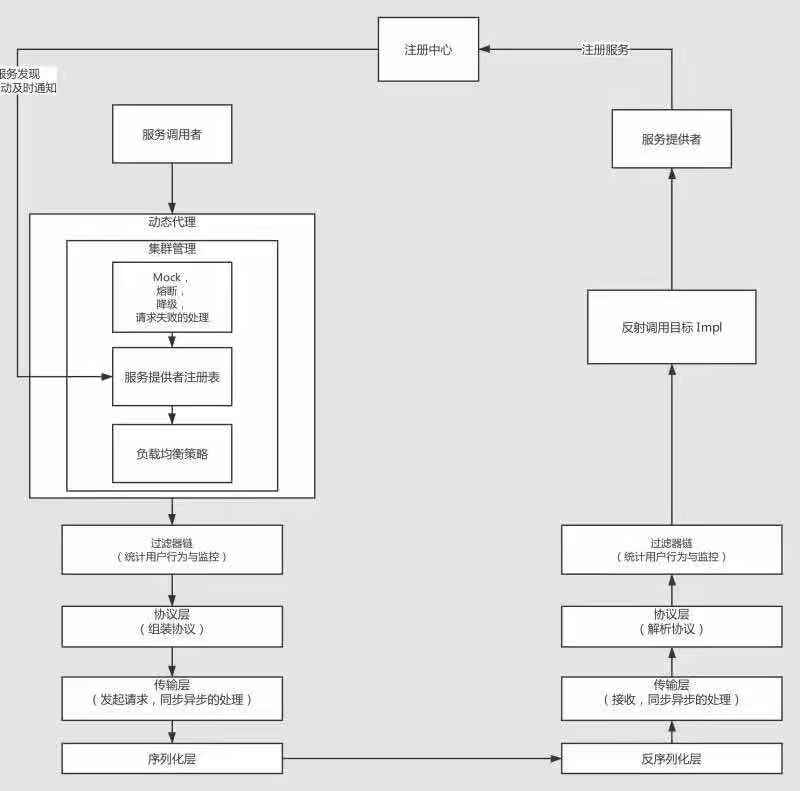 注册中心
注册服务
服务发现
动及时通知
服务调用者
服务提供者
动态代理
集群管理
Mock，
熔断，
降级，
请求失败的处理
反射调用目标 Impl
服务提供者注册表
负载均衡策略
过滤器链
（统计用户行为与监控）
过滤器链
（统计用户行为与监控）
协议层
（组装协议）
协议层
（解析协议）
传输层
（发起请求，同步异步的处理）
传输层
（接收，同步异步的处理）
序列化层
反序列化层